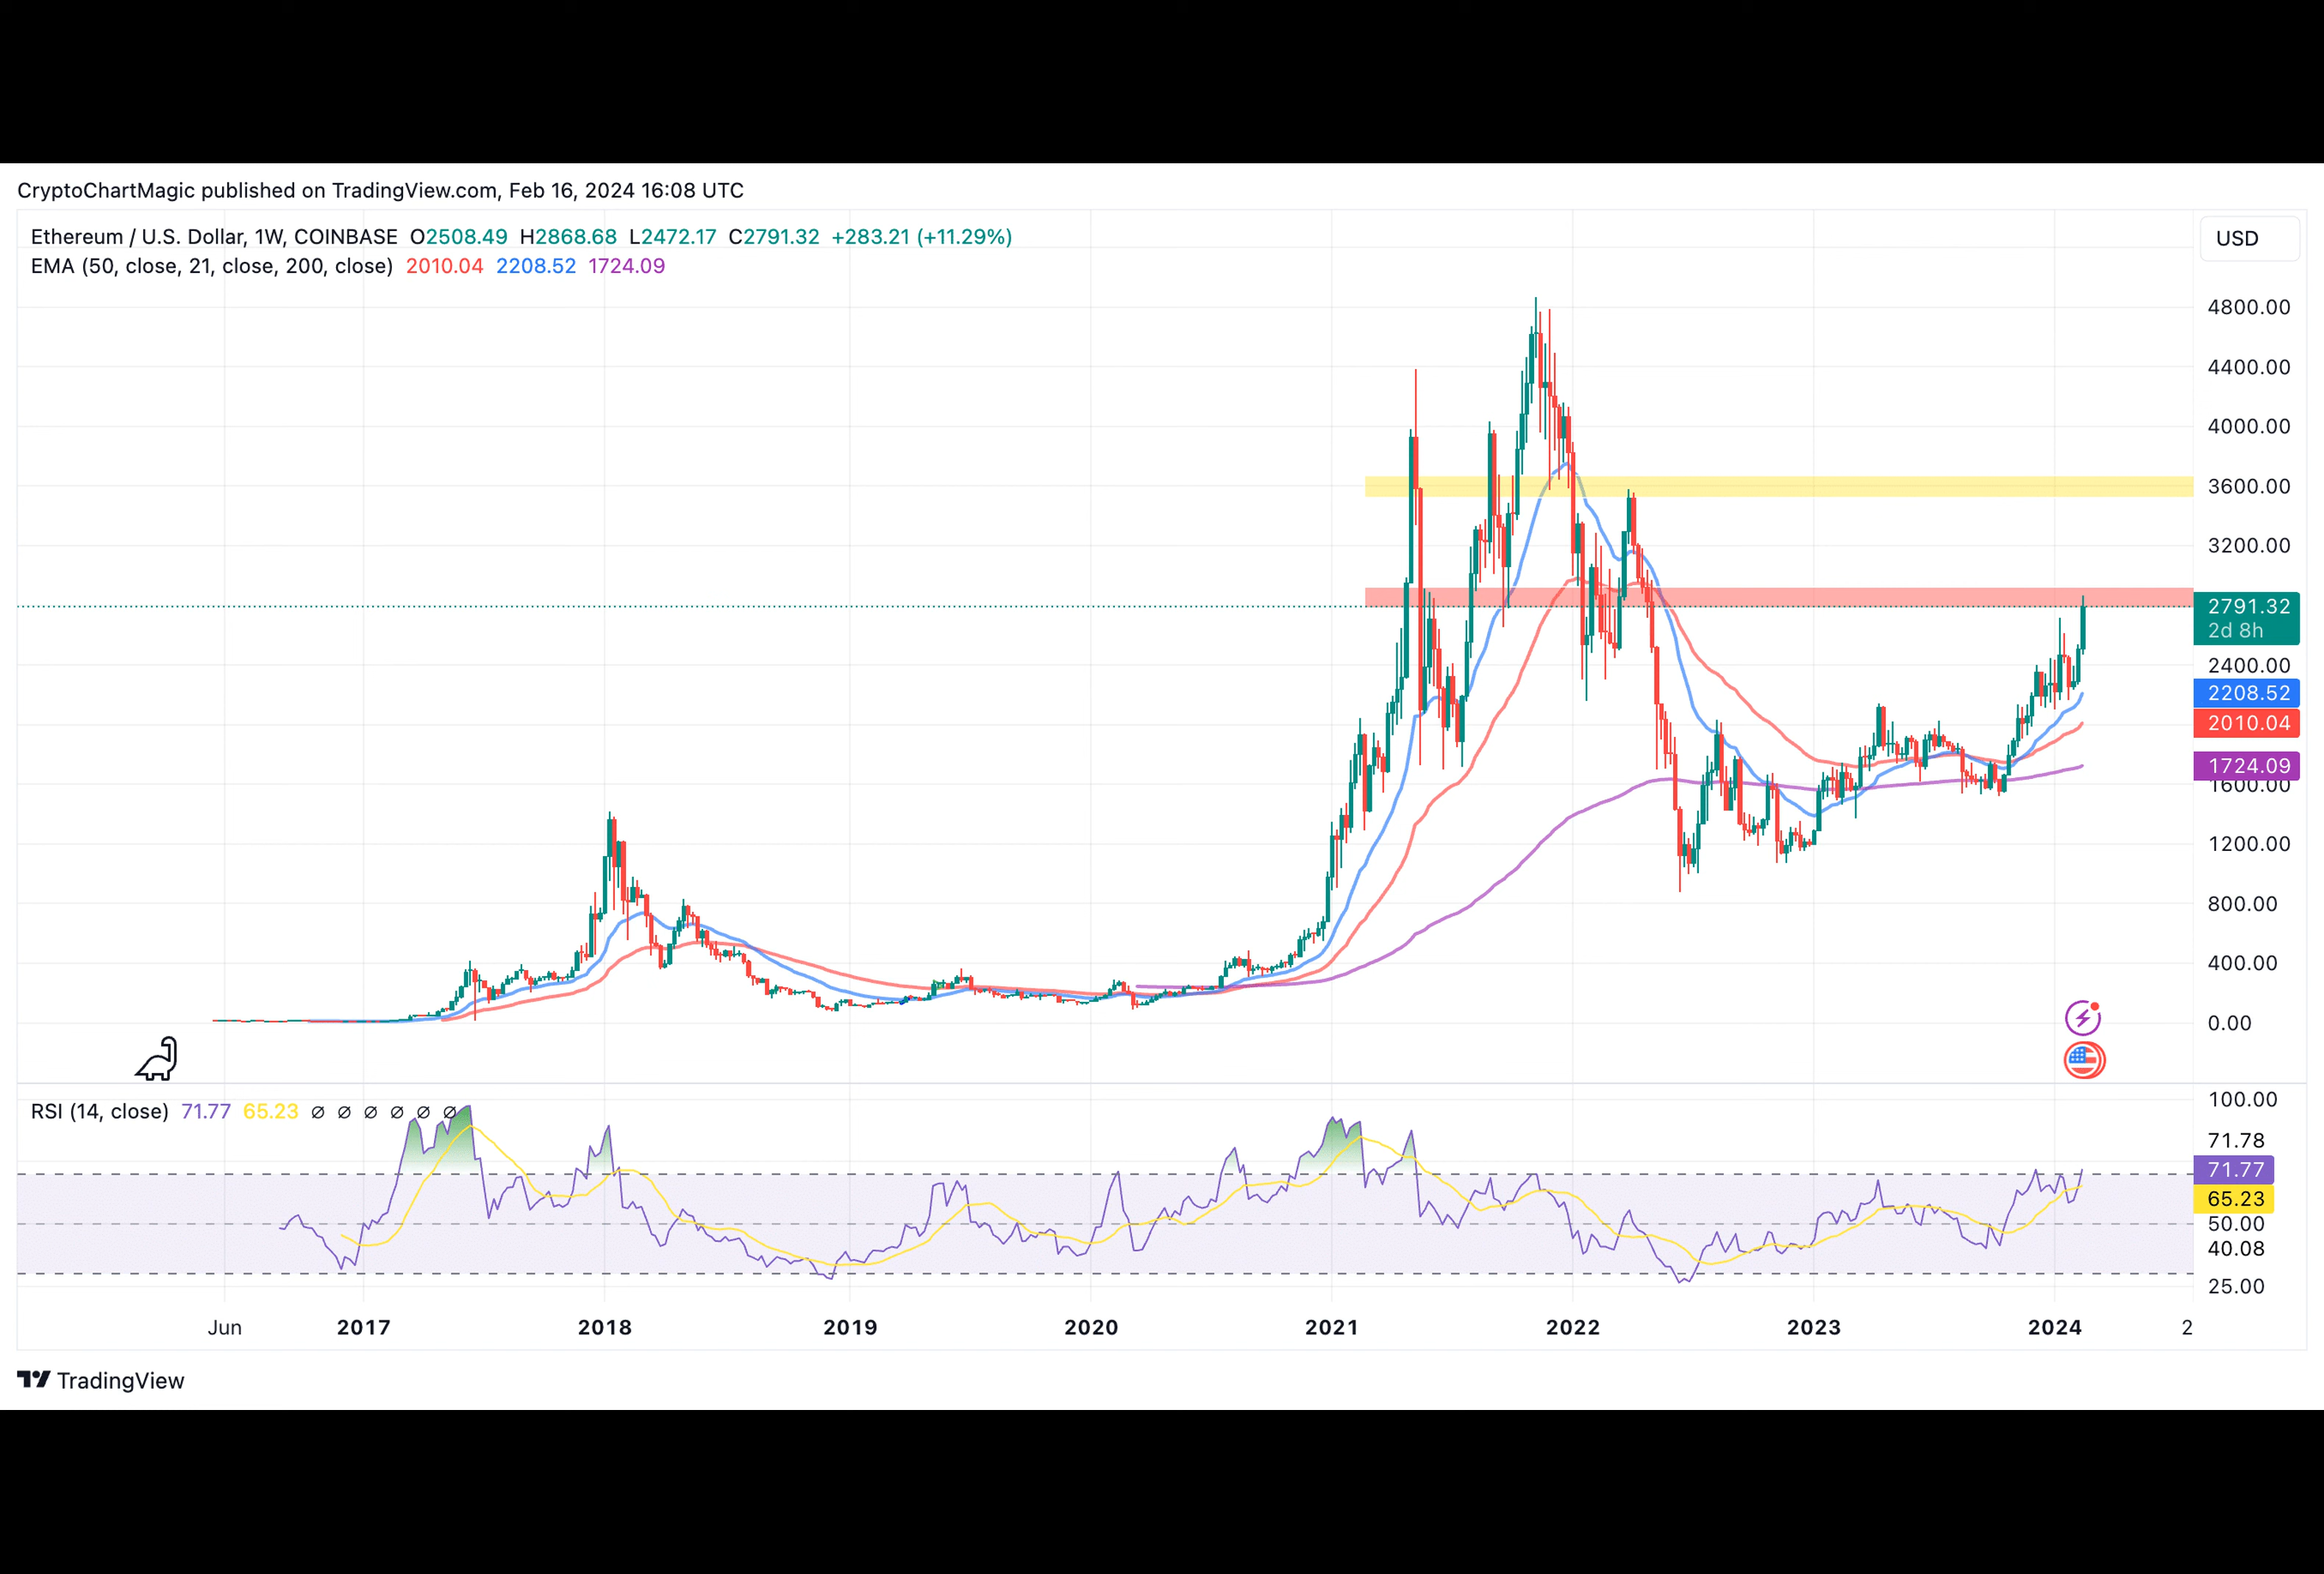 CryptoChartMagic published on TradingView.com, Feb 16, 2024 16:08 UTC
Ethereum / U.S. Dollar, 1W, COINBASE O2508.49 H2868.68 L2472.17 C2791.32 +283.21 (+11.29%)
USD
EMA (50, close, 21, close, 200, close) 2010.04 2208.52 1724.09
4800.00
4400.00
4000.00
3600.00
3200.00
2791.32
2d 8h
2400.00
2208.52
2010.04
1724.09
1600.00
1200.00
800.00
400.00
0.00
RSI (14, close) 71.77 65.23 ∅ ∅ ∅ ∅ ∅ ∅
100.00
71.78
71.77
65.23
50.00
40.08
25.00
Jun 2017 2018 2019 2020 2021 2022 2023 2024 2
TradingView